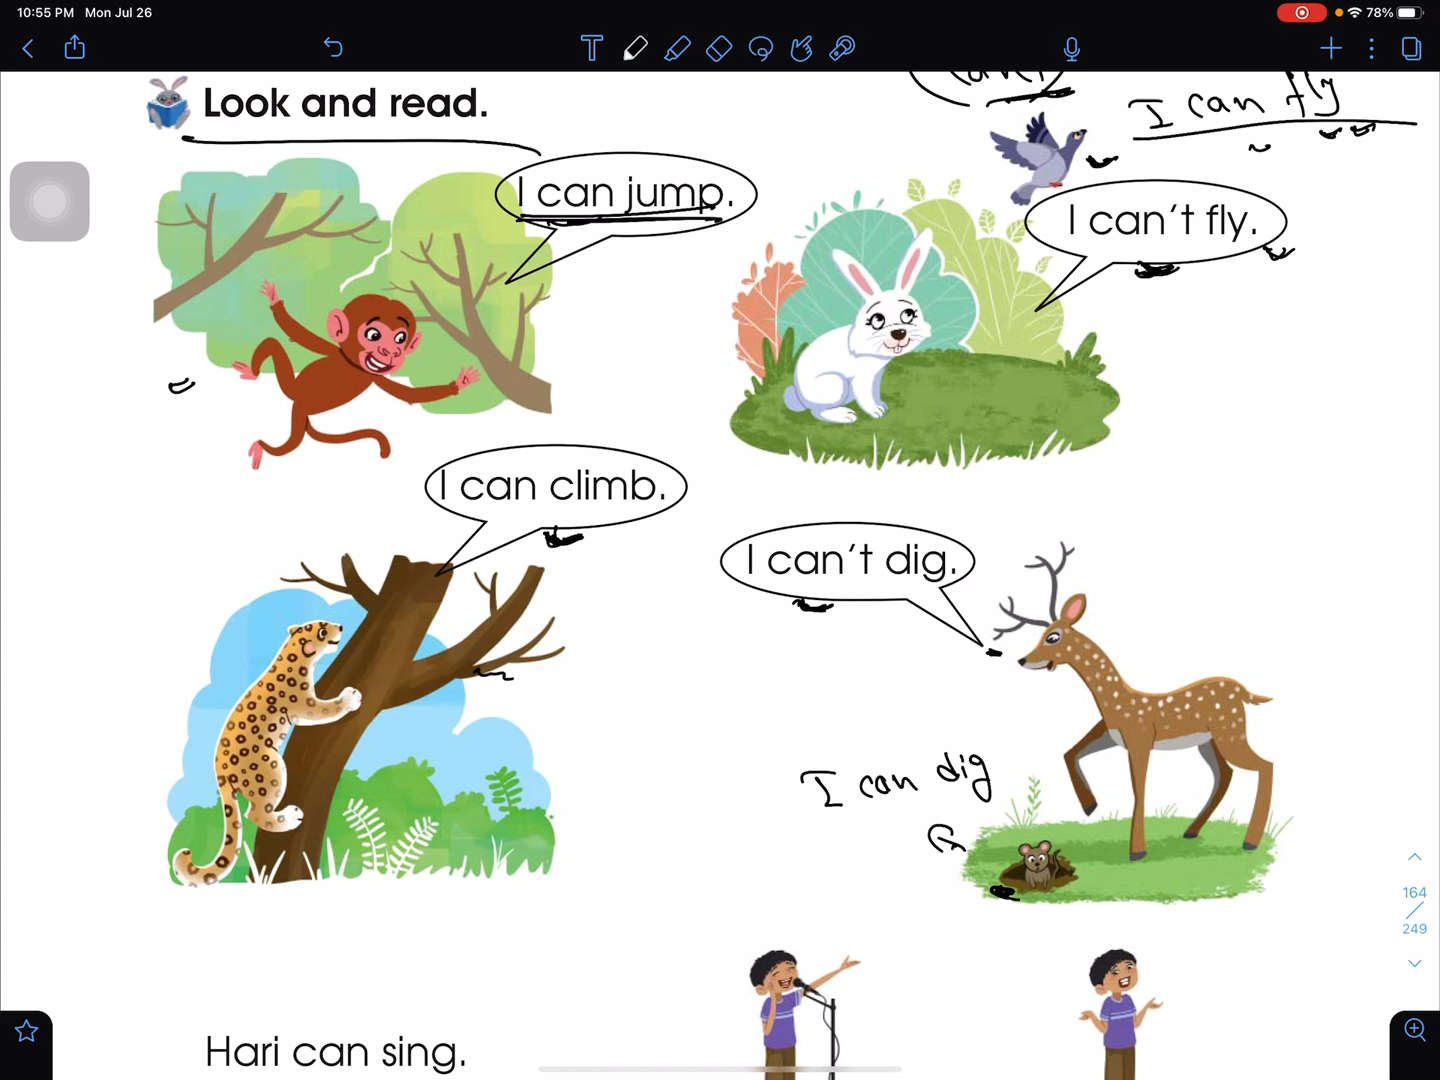 10:55 PM Mon Jul 26
78%
Look and read.
I can fly
I can jump.
I can't fly.
I can climb.
I can't dig.
I can dig
164
249
Hari can sing.